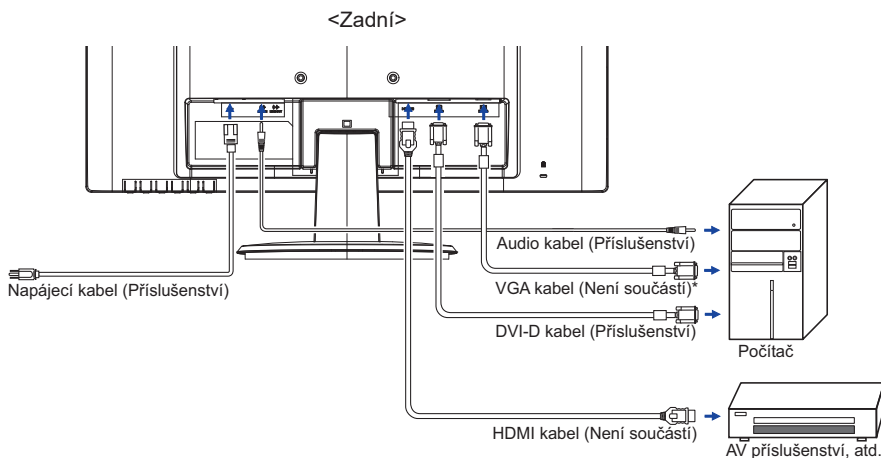 <Zadní>
Audio kabel (Příslušenství)
Napájecí kabel (Příslušenství)
VGA kabel (Není součástí)*
DVI-D kabel (Příslušenství)
Počítač
HDMI kabel (Není součástí)
AV příslušenství, atd.